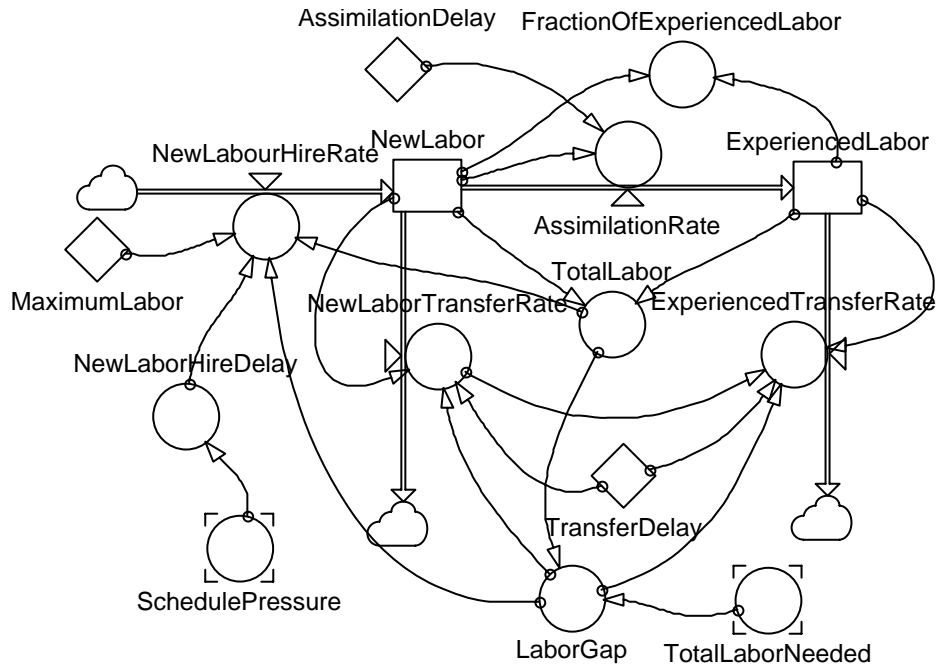 AssimilationDelay
FractionOfExperiencedLabor
NewLabourHireRate
NewLabor
ExperiencedLabor
AssimilationRate
MaximumLabor
TotalLabor
NewLaborTransferRate
ExperiencedTransferRate
NewLaborHireDelay
TransferDelay
SchedulePressure
LaborGap
TotalLaborNeeded